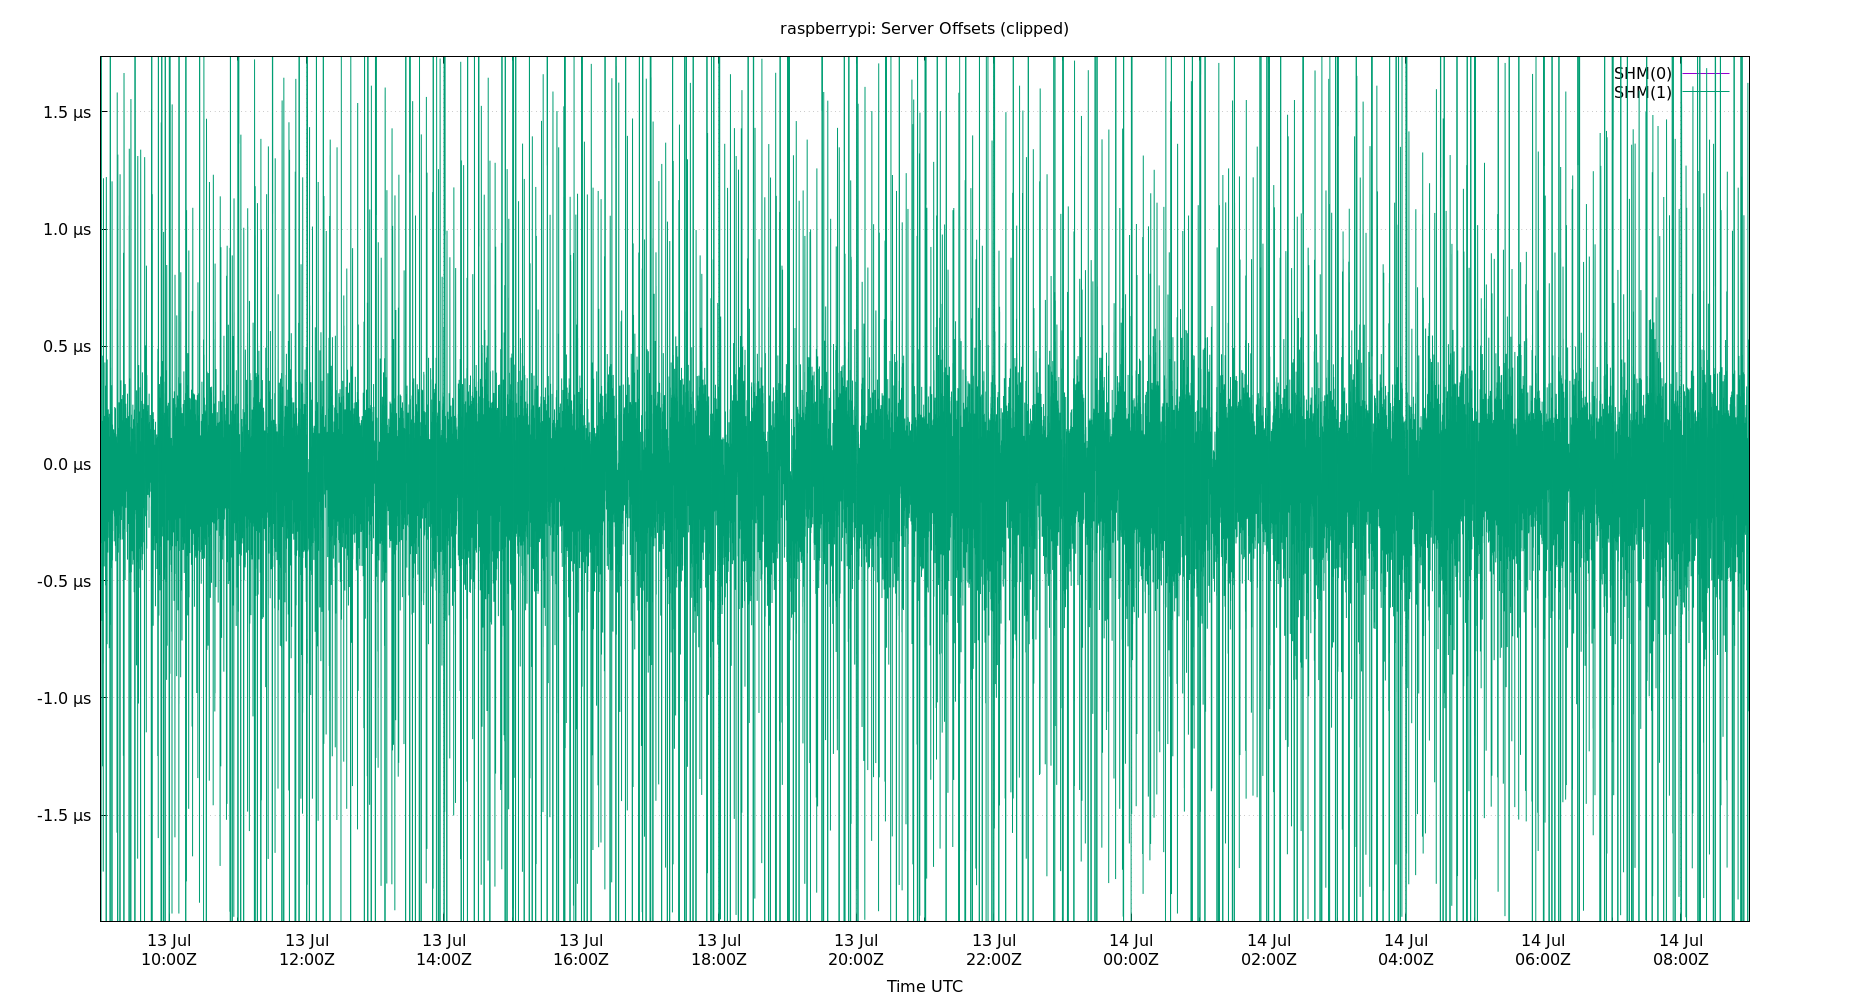 raspberrypi: Server Offsets (clipped)
SHM(0)
SHM(1)
1.5 µs
1.0 µs
0.5 µs
0.0 µs
-0.5 µs
-1.0 µs
-1.5 µs
13 Jul 13 Jul 13 Jul 13 Jul 13 Jul 13 Jul 13 Jul 14 Jul 14 Jul 14 Jul 14 Jul 14 Jul
10:00Z 12:00Z 14:00Z 16:00Z 18:00Z 20:00Z 22:00Z 00:00Z 02:00Z 04:00Z 06:00Z 08:00Z
Time UTC